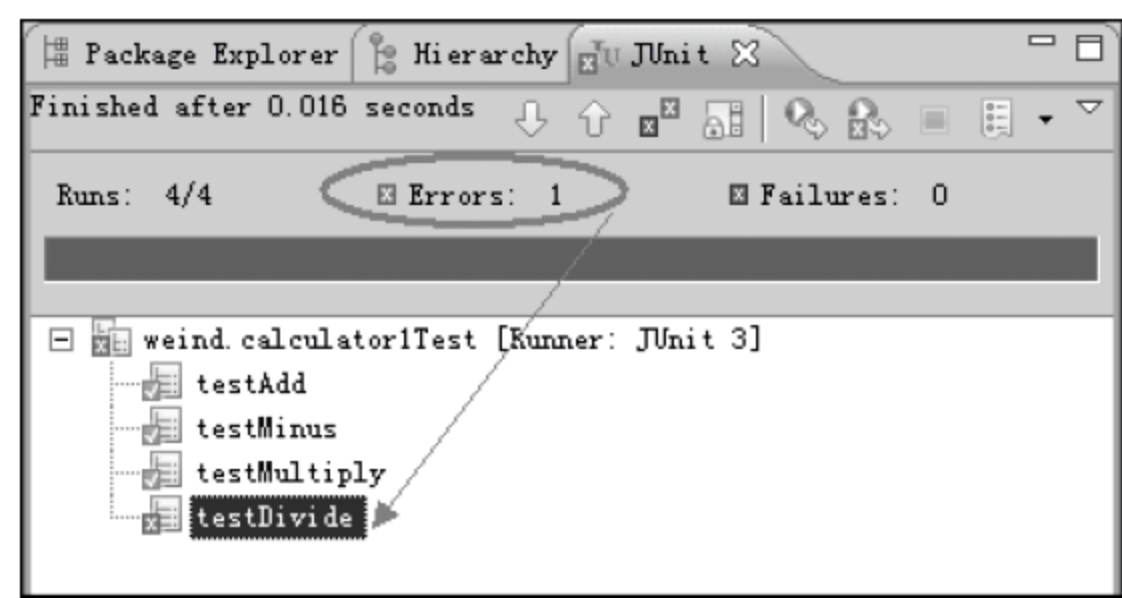 Package Explorer Hierarchy JUnit
Finished after 0.016 seconds
Runs: 4/4 Errors: 1 Failures: 0
weind.calculator1Test [Runner: JUnit 3]
testAdd
testMinus
testMultiply
testDivide